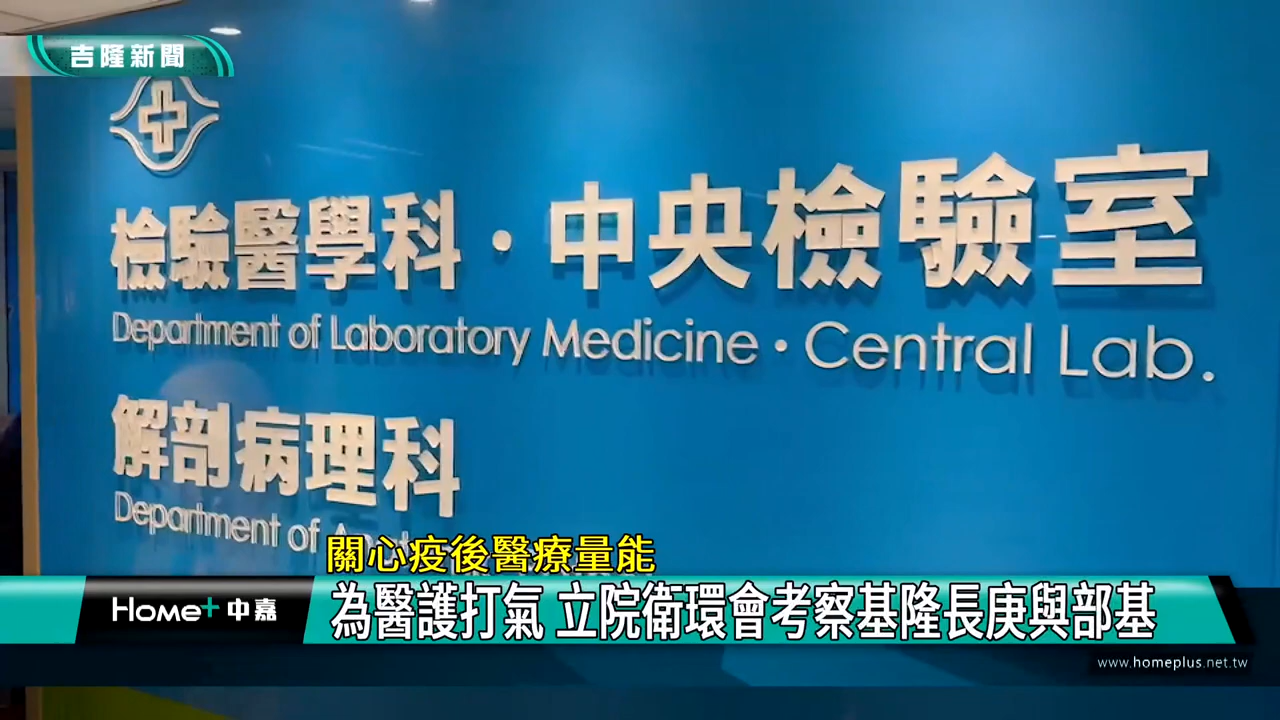 吉隆新聞
檢驗醫學科・中央檢驗室
Department of Laboratory Medicine・Central Lab.
解剖病理科
Department of
關心疫後醫療量能
Home+ 中嘉
為醫護打氣 立院衛環會考察基隆長庚與部基
www.homeplus.net.tw